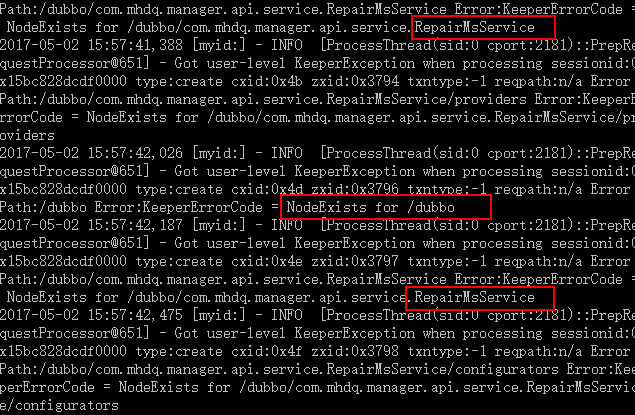 Path:/dubbo/com.mhdq.manager.api.service.RepairMsService Error:KeeperErrorCode =
 NodeExists for /dubbo/com.mhdq.manager.api.service.RepairMsService
2017-05-02 15:57:41,388 [myid:] - INFO  [ProcessThread(sid:0 cport:2181)::PrepRe
questProcessor@651] - Got user-level KeeperException when processing sessionid:0
x15bc828dcdf0000 type:create cxid:0x4b zxid:0x3794 txntype:-1 reqpath:n/a Error
Path:/dubbo/com.mhdq.manager.api.service.RepairMsService/providers Error:KeeperE
rrorCode = NodeExists for /dubbo/com.mhdq.manager.api.service.RepairMsService/pr
oviders
2017-05-02 15:57:42,026 [myid:] - INFO  [ProcessThread(sid:0 cport:2181)::PrepRe
questProcessor@651] - Got user-level KeeperException when processing sessionid:0
x15bc828dcdf0000 type:create cxid:0x4d zxid:0x3796 txntype:-1 reqpath:n/a Error
Path:/dubbo Error:KeeperErrorCode = NodeExists for /dubbo
2017-05-02 15:57:42,187 [myid:] - INFO  [ProcessThread(sid:0 cport:2181)::PrepRe
questProcessor@651] - Got user-level KeeperException when processing sessionid:0
x15bc828dcdf0000 type:create cxid:0x4e zxid:0x3797 txntype:-1 reqpath:n/a Error
Path:/dubbo/com.mhdq.manager.api.service.RepairMsService Error:KeeperErrorCode =
 NodeExists for /dubbo/com.mhdq.manager.api.service.RepairMsService
2017-05-02 15:57:42,475 [myid:] - INFO  [ProcessThread(sid:0 cport:2181)::PrepRe
questProcessor@651] - Got user-level KeeperException when processing sessionid:0
x15bc828dcdf0000 type:create cxid:0x4f zxid:0x3798 txntype:-1 reqpath:n/a Error
Path:/dubbo/com.mhdq.manager.api.service.RepairMsService/configurators Error:Kee
perErrorCode = NodeExists for /dubbo/com.mhdq.manager.api.service.RepairMsServic
e/configurators